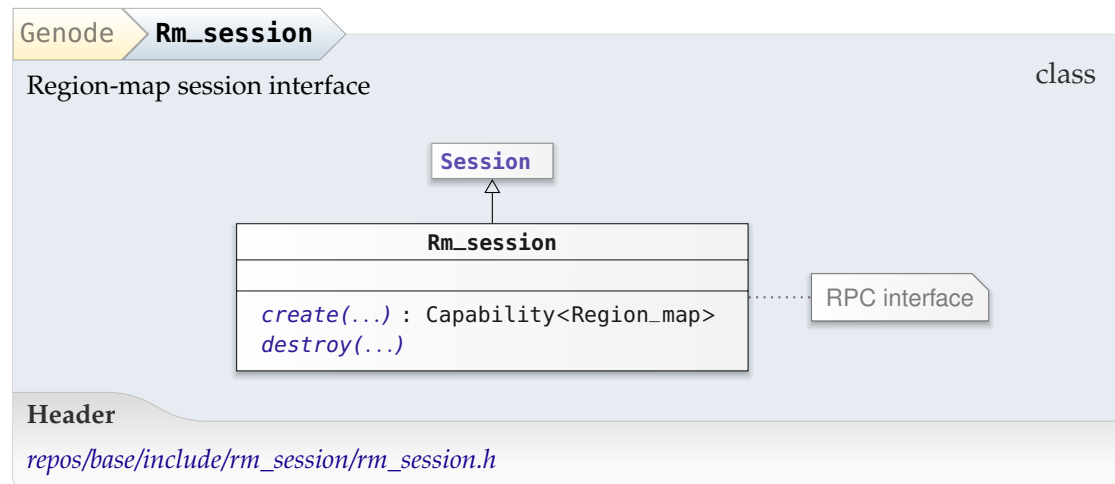 Genode Rm_session
class
Region-map session interface
Session
Rm_session
create(...) : Capability<Region_map>
destroy(...)
RPC interface
Header
repos/base/include/rm_session/rm_session.h